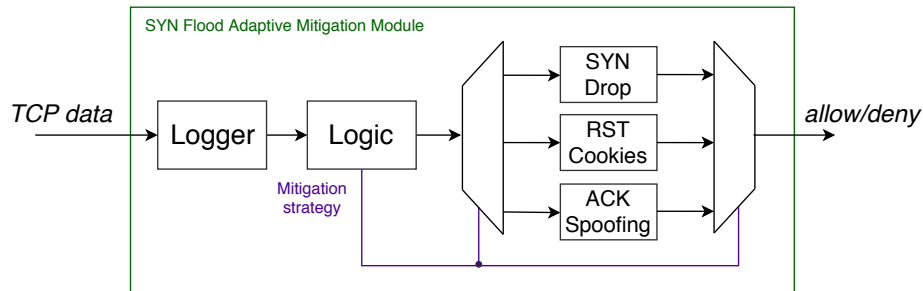 SYN Flood Adaptive Mitigation Module
TCP data
Logger
Logic
Mitigation
strategy
SYN
Drop
RST
Cookies
ACK
Spoofing
allow/deny